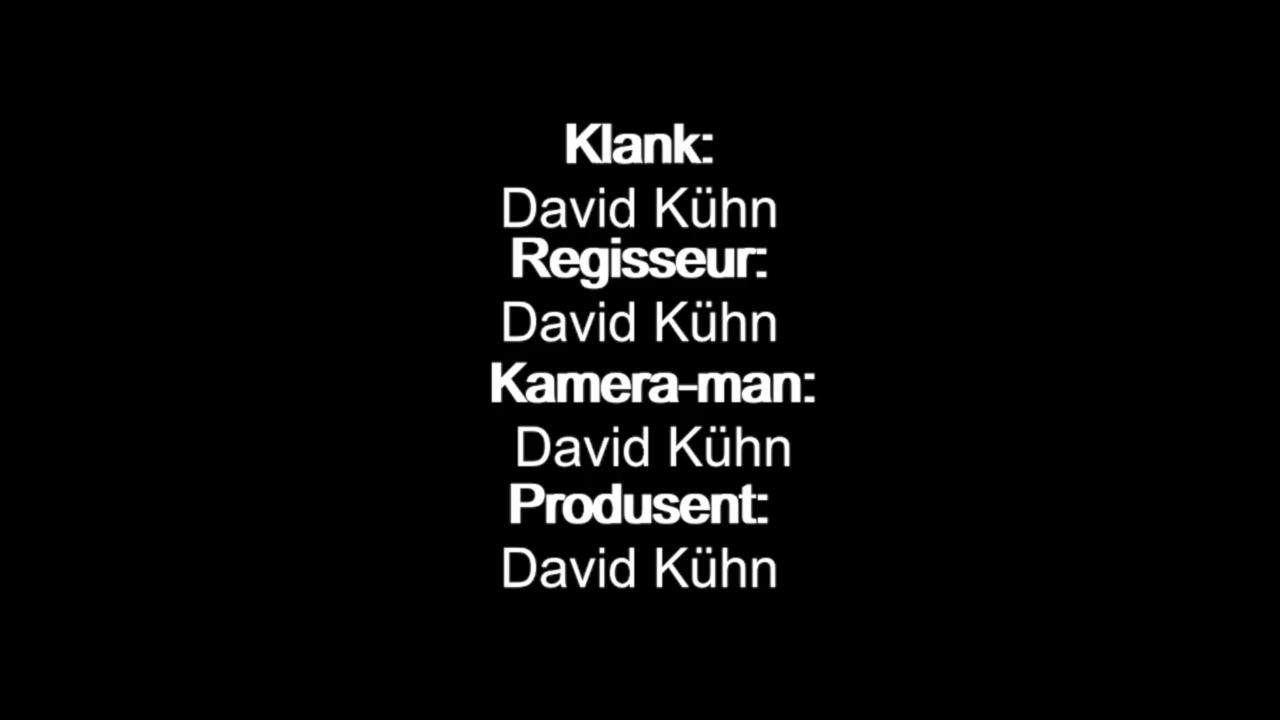 Klank:
David Kühn
Regisseur:
David Kühn
Kamera-man:
David Kühn
Produsent:
David Kühn